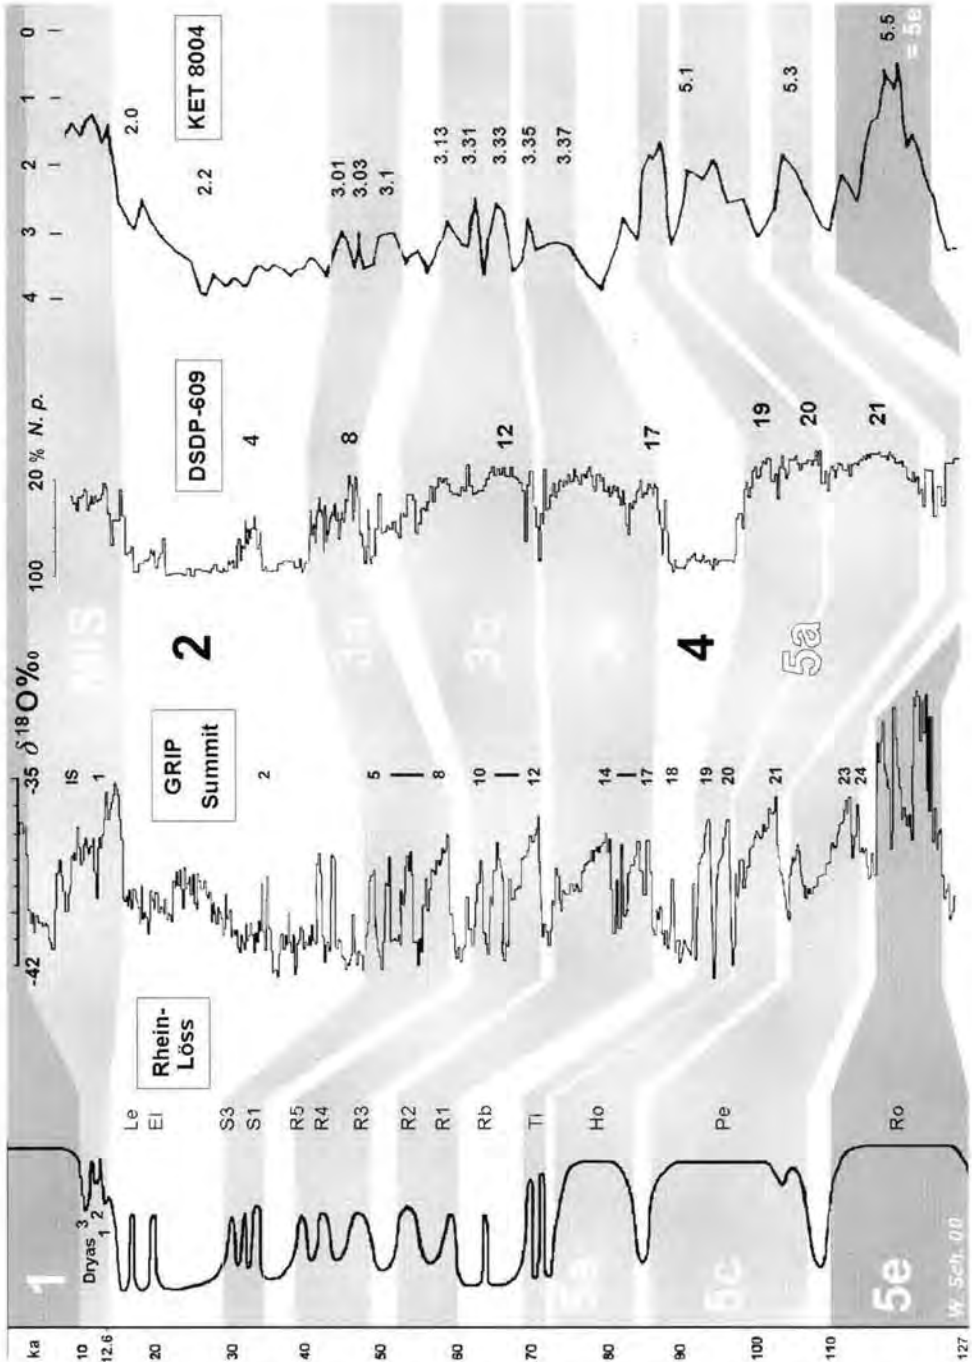 ka
10
12.6
20
30
40
50
60
70
80
90
100
110
127
1
Dryas 3
1 2
5a
5c
5e
W. Sch. 00
Rhein-
Löss
Le
El
S3
S1
R5
R4
R3
R2
R1
Rb
Ti
Ho
Pe
Ro
-42 δ18O‰ -35
GRIP
Summit
IS
1
2
5
8
10
12
14
17
18
19
20
21
23
24
MIS
2
3a
3c
4
5a
100 20 % N. p.
DSDP-609
4
8
12
17
19
20
21
4 3 2 1 0
KET 8004
2.0
2.2
3.01
3.03
3.1
3.13
3.31
3.33
3.35
3.37
5.1
5.3
5.5
= 5e